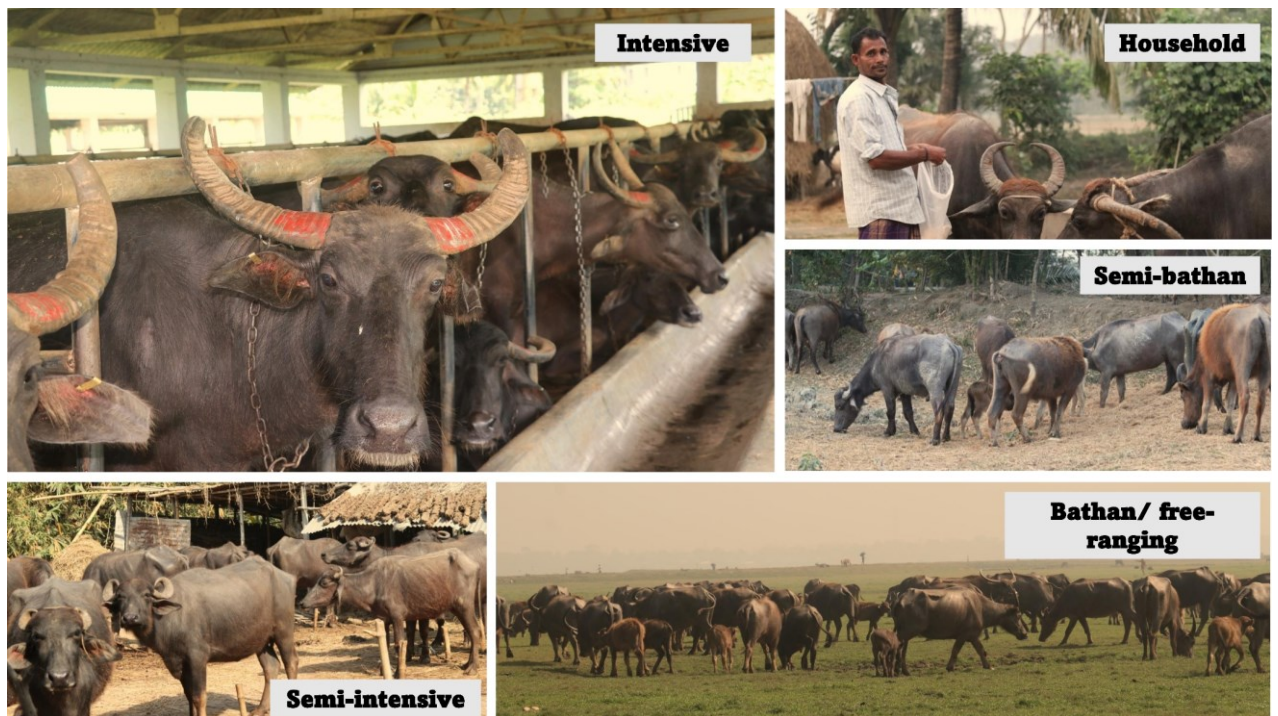 Intensive
Household
Semi-bathan
Semi-intensive
Bathan/ free-
ranging